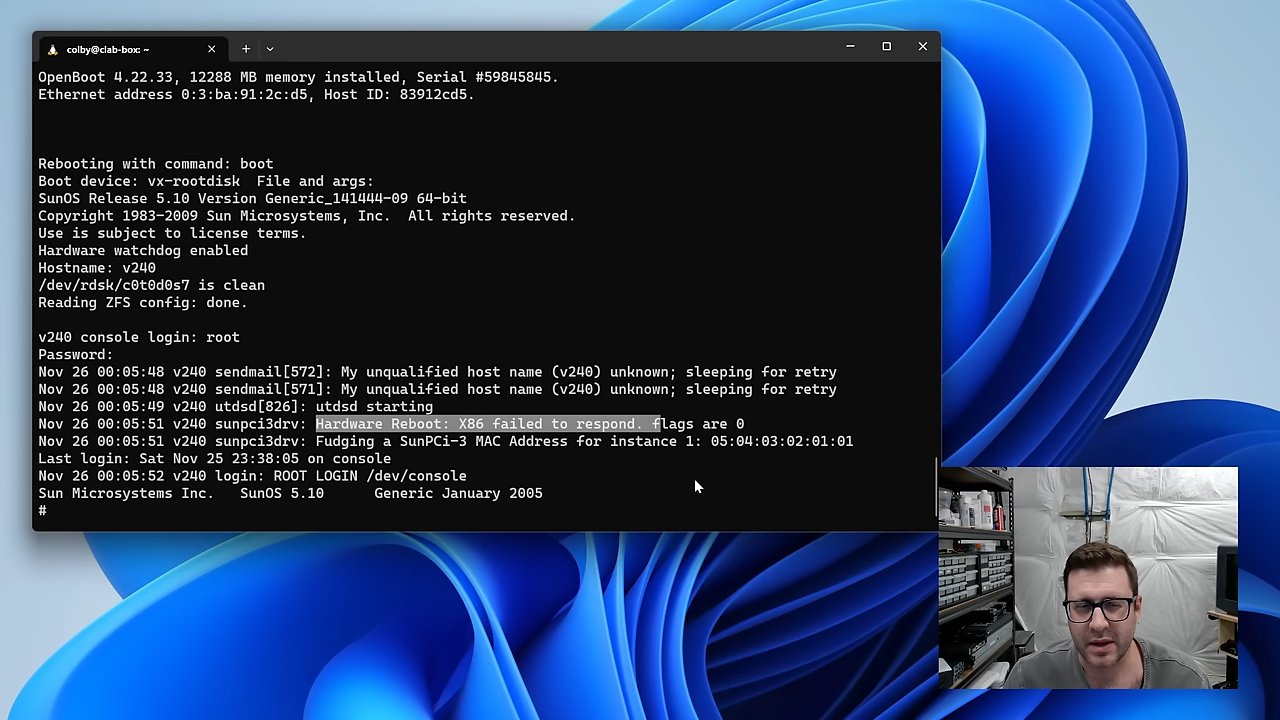 colby@clab-box: ~
OpenBoot 4.22.33, 12288 MB memory installed, Serial #59845845.
Ethernet address 0:3:ba:91:2c:d5, Host ID: 83912cd5.
Rebooting with command: boot
Boot device: vx-rootdisk  File and args:
SunOS Release 5.10 Version Generic_141444-09 64-bit
Copyright 1983-2009 Sun Microsystems, Inc.  All rights reserved.
Use is subject to license terms.
Hardware watchdog enabled
Hostname: v240
/dev/rdsk/c0t0d0s7 is clean
Reading ZFS config: done.
v240 console login: root
Password:
Nov 26 00:05:48 v240 sendmail[572]: My unqualified host name (v240) unknown; sleeping for retry
Nov 26 00:05:48 v240 sendmail[571]: My unqualified host name (v240) unknown; sleeping for retry
Nov 26 00:05:49 v240 utdsd[826]: utdsd starting
Nov 26 00:05:51 v240 sunpci3drv: Hardware Reboot: X86 failed to respond. flags are 0
Nov 26 00:05:51 v240 sunpci3drv: Fudging a SunPCi-3 MAC Address for instance 1: 05:04:03:02:01:01
Last login: Sat Nov 25 23:38:05 on console
Nov 26 00:05:52 v240 login: ROOT LOGIN /dev/console
Sun Microsystems Inc.   SunOS 5.10      Generic January 2005
#